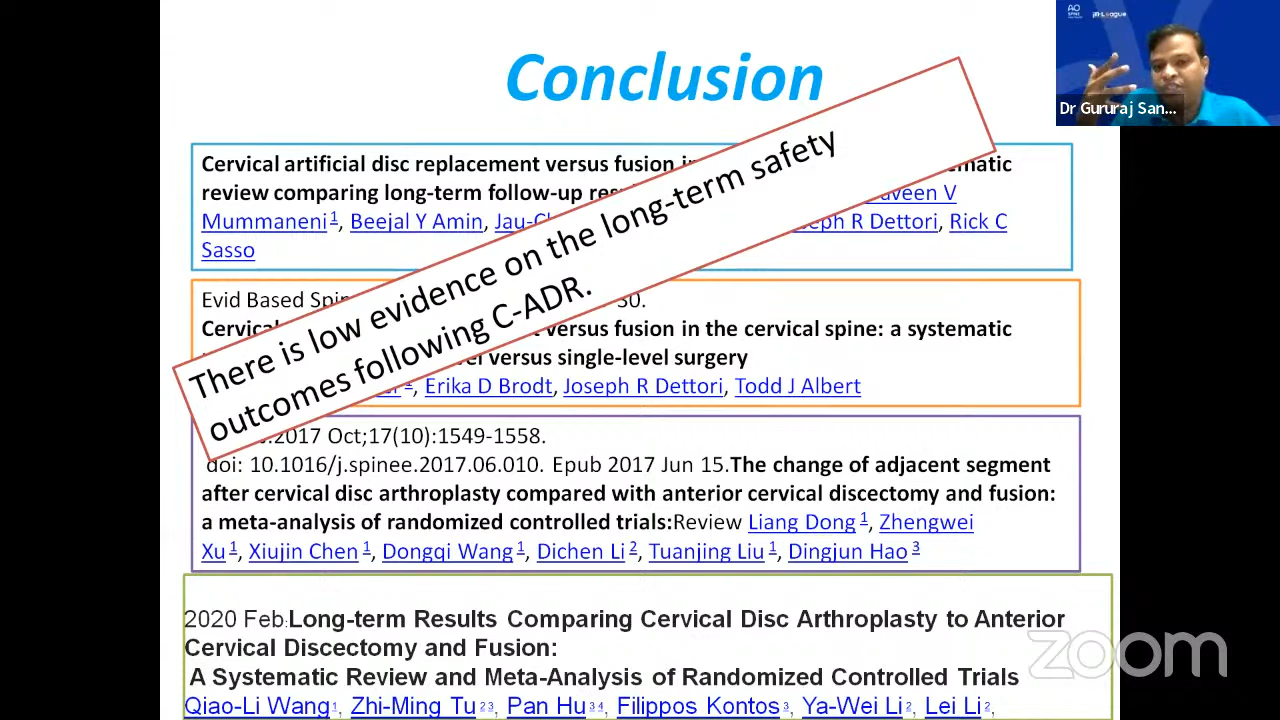 Conclusion
Cervical artificial disc replacement versus fusion in
review comparing long-term follow-up
Mummaneni1, Beejal Y Amin, Joseph R Dettori, Rick C
Sasso
There is low evidence on the long-term safety
outcomes following C-ADR.
Evid Based 30.
versus fusion in the cervical spine: a systematic
versus single-level surgery
Erika D Brodt, Joseph R Dettori, Todd J Albert
2017 Oct;17(10):1549-1558.
doi: 10.1016/j.spinee.2017.06.010. Epub 2017 Jun 15.The change of adjacent segment
after cervical disc arthroplasty compared with anterior cervical discectomy and fusion:
a meta-analysis of randomized controlled trials:Review Liang Dong1, Zhengwei
Xu1, Xiujin Chen1, Dongqi Wang1, Dichen Li2, Tuanjing Liu1, Dingjun Hao3
2020 Feb:Long-term Results Comparing Cervical Disc Arthroplasty to Anterior
Cervical Discectomy and Fusion:
A Systematic Review and Meta-Analysis of Randomized Controlled Trials
Qiao-Li Wang1, Zhi-Ming Tu2 3, Pan Hu3 4, Filippos Kontos3, Ya-Wei Li2, Lei Li2,
AO
SPINE
Dr Gururaj San...
zoom